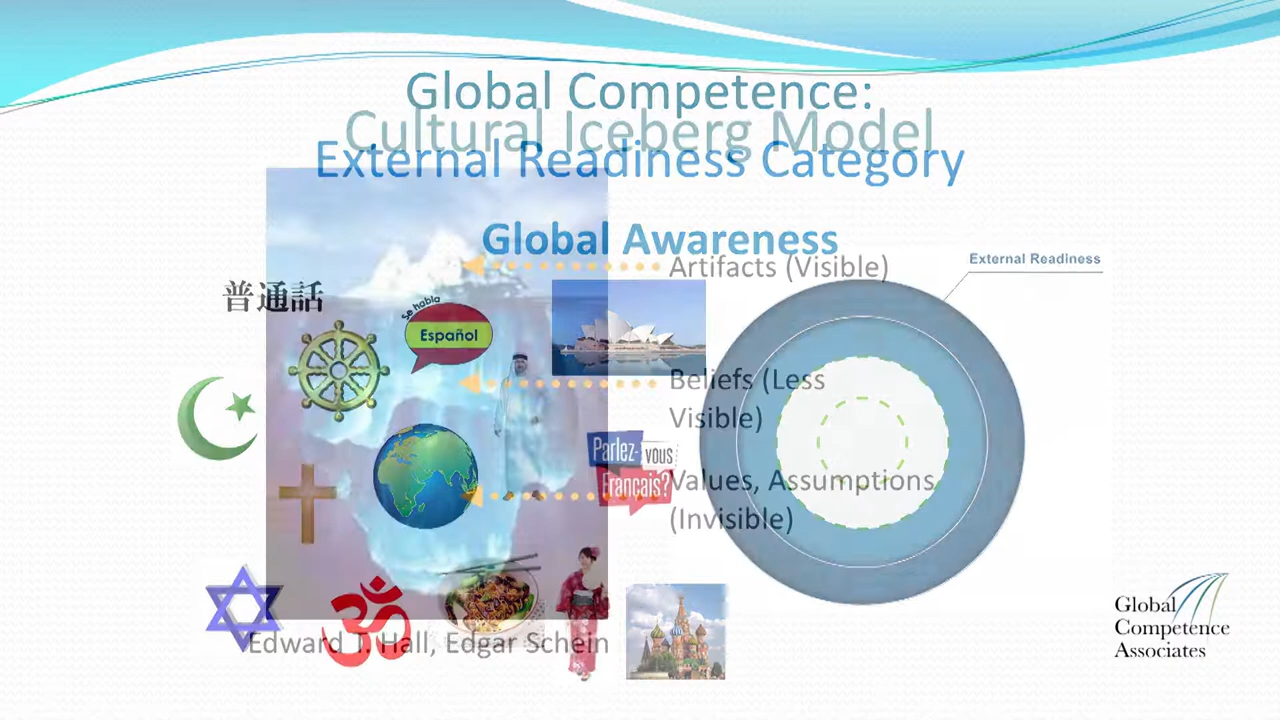 Global Competence:
Cultural Iceberg Model
External Readiness Category
Global Awareness
Artifacts (Visible)
External Readiness
普通話
Se habla
Español
Beliefs (Less
Visible)
Parlez-
vous
Français?
Values, Assumptions
(Invisible)
Edward T. Hall, Edgar Schein
ॐ
Global
Competence
Associates